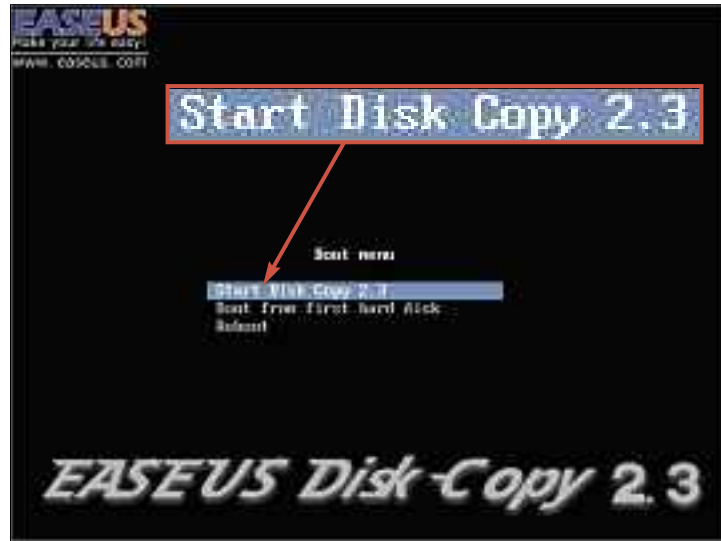 EASEUS
Make your life easy!
www. easeus. com
Start Disk Copy 2.3
Boot menu
Start Disk Copy 2.3
Boot from first hard disk
Reboot
EASEUS Disk-Copy 2.3